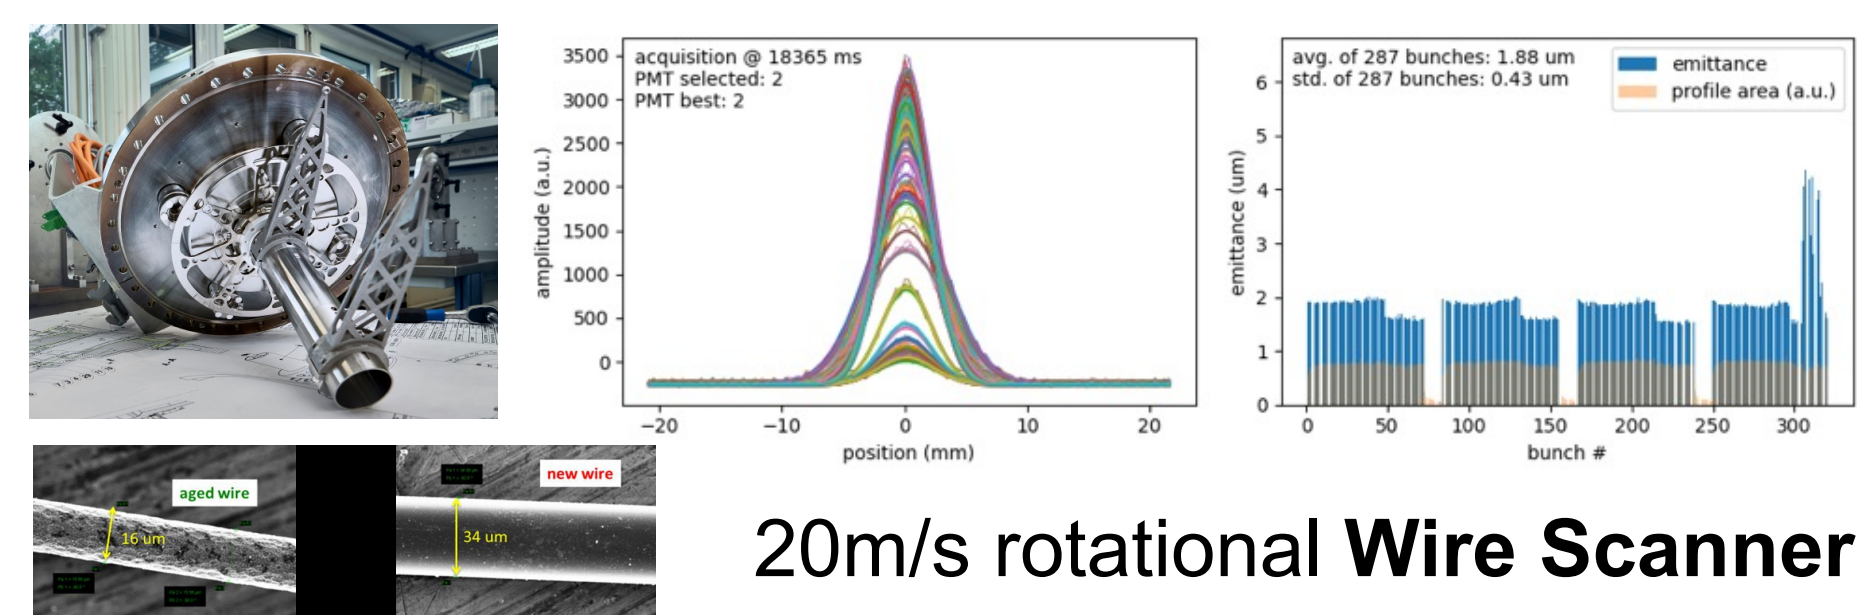 acquisition @ 18365 ms
PMT selected: 2
PMT best: 2
amplitude (a.u.)
3500
3000
2500
2000
1500
1000
500
0
−20
−10
0
10
20
position (mm)
avg. of 287 bunches: 1.88 um
std. of 287 bunches: 0.43 um
emittance
profile area (a.u.)
emittance (um)
6
5
4
3
2
1
0
0
50
100
150
200
250
300
bunch #
aged wire
16 um
new wire
34 um
20m/s rotational Wire Scanner